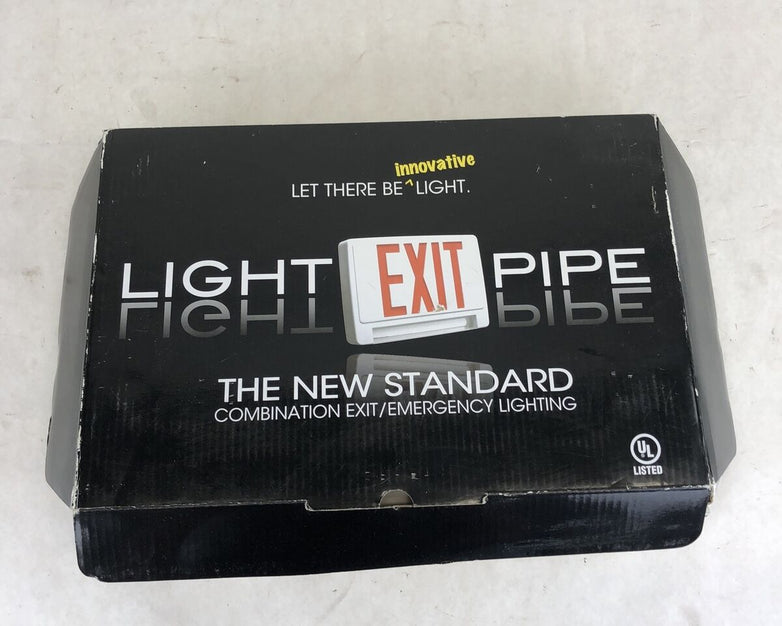 LET THERE BE ^ innovative LIGHT.
LIGHT EXIT PIPE
THE NEW STANDARD
COMBINATION EXIT/EMERGENCY LIGHTING
UL
LISTED